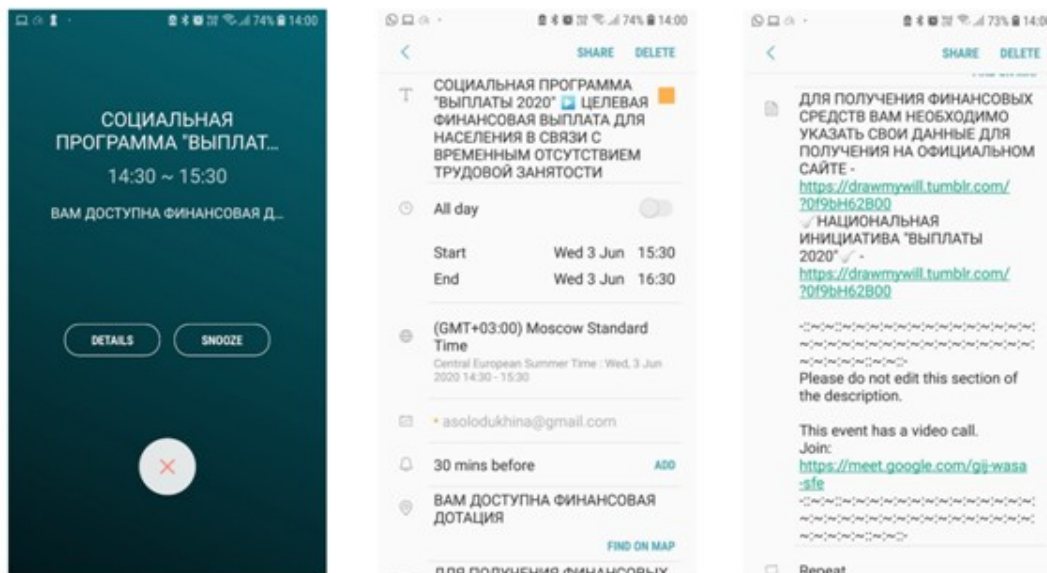 74% 14:00
СОЦИАЛЬНАЯ
ПРОГРАММА "ВЫПЛАТ...
14:30 ~ 15:30
ВАМ ДОСТУПНА ФИНАНСОВАЯ Д...
DETAILS
SNOOZE
74% 14:00
SHARE DELETE
СОЦИАЛЬНАЯ ПРОГРАММА
"ВЫПЛАТЫ 2020" ▶️ ЦЕЛЕВАЯ
ФИНАНСОВАЯ ВЫПЛАТА ДЛЯ
НАСЕЛЕНИЯ В СВЯЗИ С
ВРЕМЕННЫМ ОТСУТСТВИЕМ
ТРУДОВОЙ ЗАНЯТОСТИ
All day
Start Wed 3 Jun 15:30
End Wed 3 Jun 16:30
(GMT+03:00) Moscow Standard
Time
Central European Summer Time : Wed, 3 Jun
2020 14:30 - 15:30
asolodukhina@gmail.com
30 mins before ADD
ВАМ ДОСТУПНА ФИНАНСОВАЯ
ДОТАЦИЯ
FIND ON MAP
ДЛЯ ПОЛУЧЕНИЯ ФИНАНСОВЫХ
73% 14:00
SHARE DELETE
ДЛЯ ПОЛУЧЕНИЯ ФИНАНСОВЫХ
СРЕДСТВ ВАМ НЕОБХОДИМО
УКАЗАТЬ СВОИ ДАННЫЕ ДЛЯ
ПОЛУЧЕНИЯ НА ОФИЦИАЛЬНОМ
САЙТЕ -
https://drawmywill.tumblr.com/
?0f9bH62B00
✓НАЦИОНАЛЬНАЯ
ИНИЦИАТИВА "ВЫПЛАТЫ
2020"✓ -
https://drawmywill.tumblr.com/
?0f9bH62B00
Please do not edit this section of
the description.
This event has a video call.
Join:
https://meet.google.com/gij-wasa
-sfe
Repeat